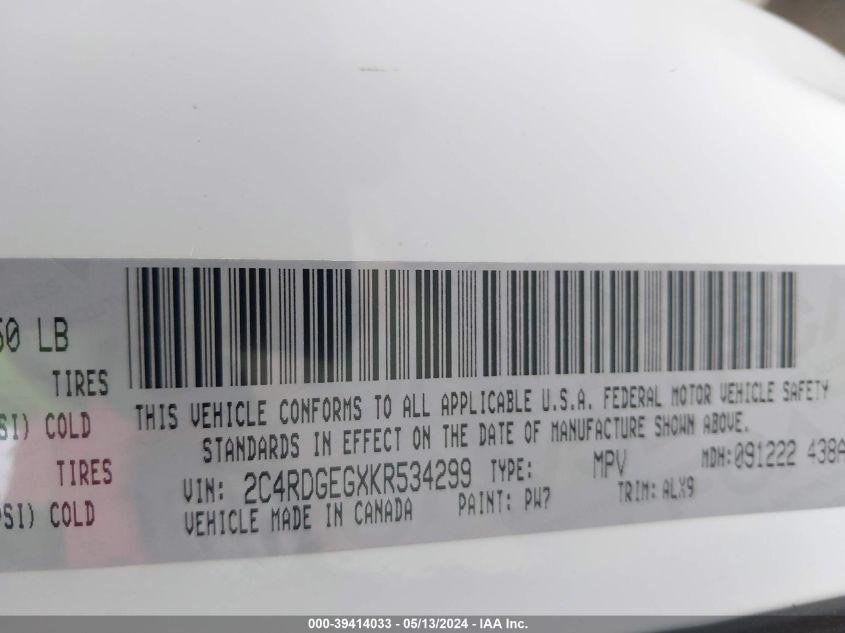 50 LB
TIRES
SI) COLD
TIRES
PSI) COLD
THIS VEHICLE CONFORMS TO ALL APPLICABLE U.S.A. FEDERAL MOTOR VEHICLE SAFETY
STANDARDS IN EFFECT ON THE DATE OF MANUFACTURE SHOWN ABOVE.
VIN: 2C4RDGEGXKR534299 TYPE: MPV MDH:091222 438A
VEHICLE MADE IN CANADA PAINT: PW7 TRIM: ALX9
000-39414033 - 05/13/2024 - IAA Inc.